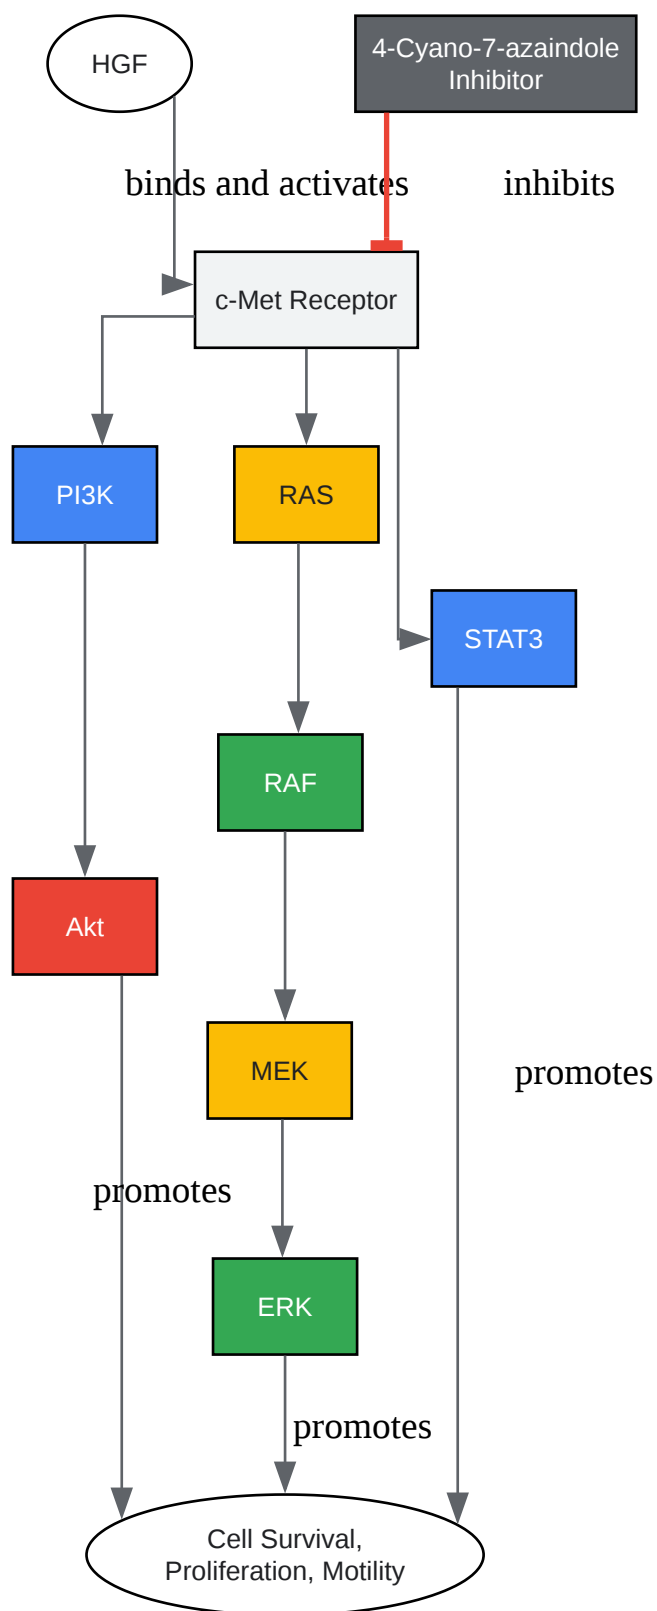 HGF
4-Cyano-7-azaindole
Inhibitor
binds and activates
inhibits
c-Met Receptor
PI3K
RAS
STAT3
RAF
Akt
MEK
promotes
promotes
ERK
promotes
Cell Survival,
Proliferation, Motility